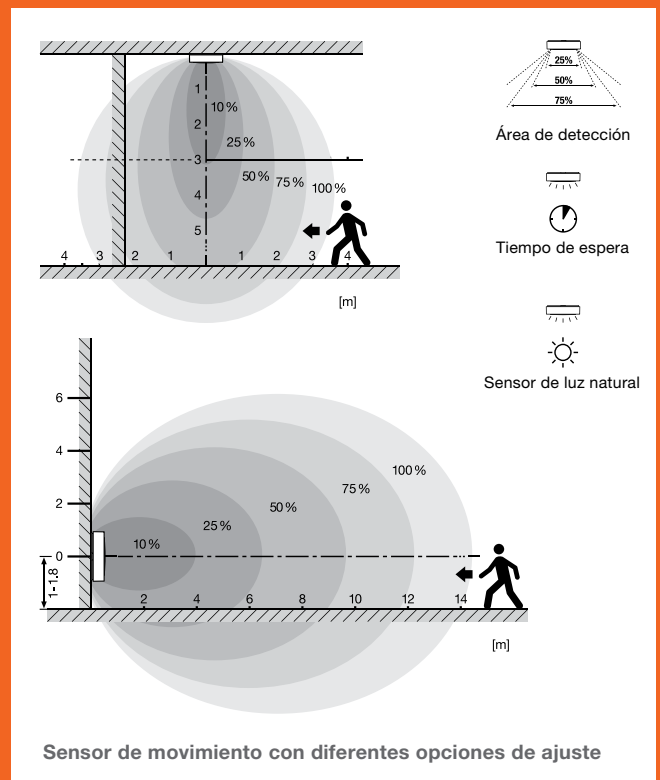 1
2
3
4
5
10 %
25 %
50 %
75 %
100 %
4 3 2 1 1 2 3 4
[m]
25%
50%
75%
Área de detección
Tiempo de espera
Sensor de luz natural
6
4
2
0
1-1.8
10 %
25 %
50 %
75 %
100 %
2 4 6 8 10 12 14
[m]
Sensor de movimiento con diferentes opciones de ajuste